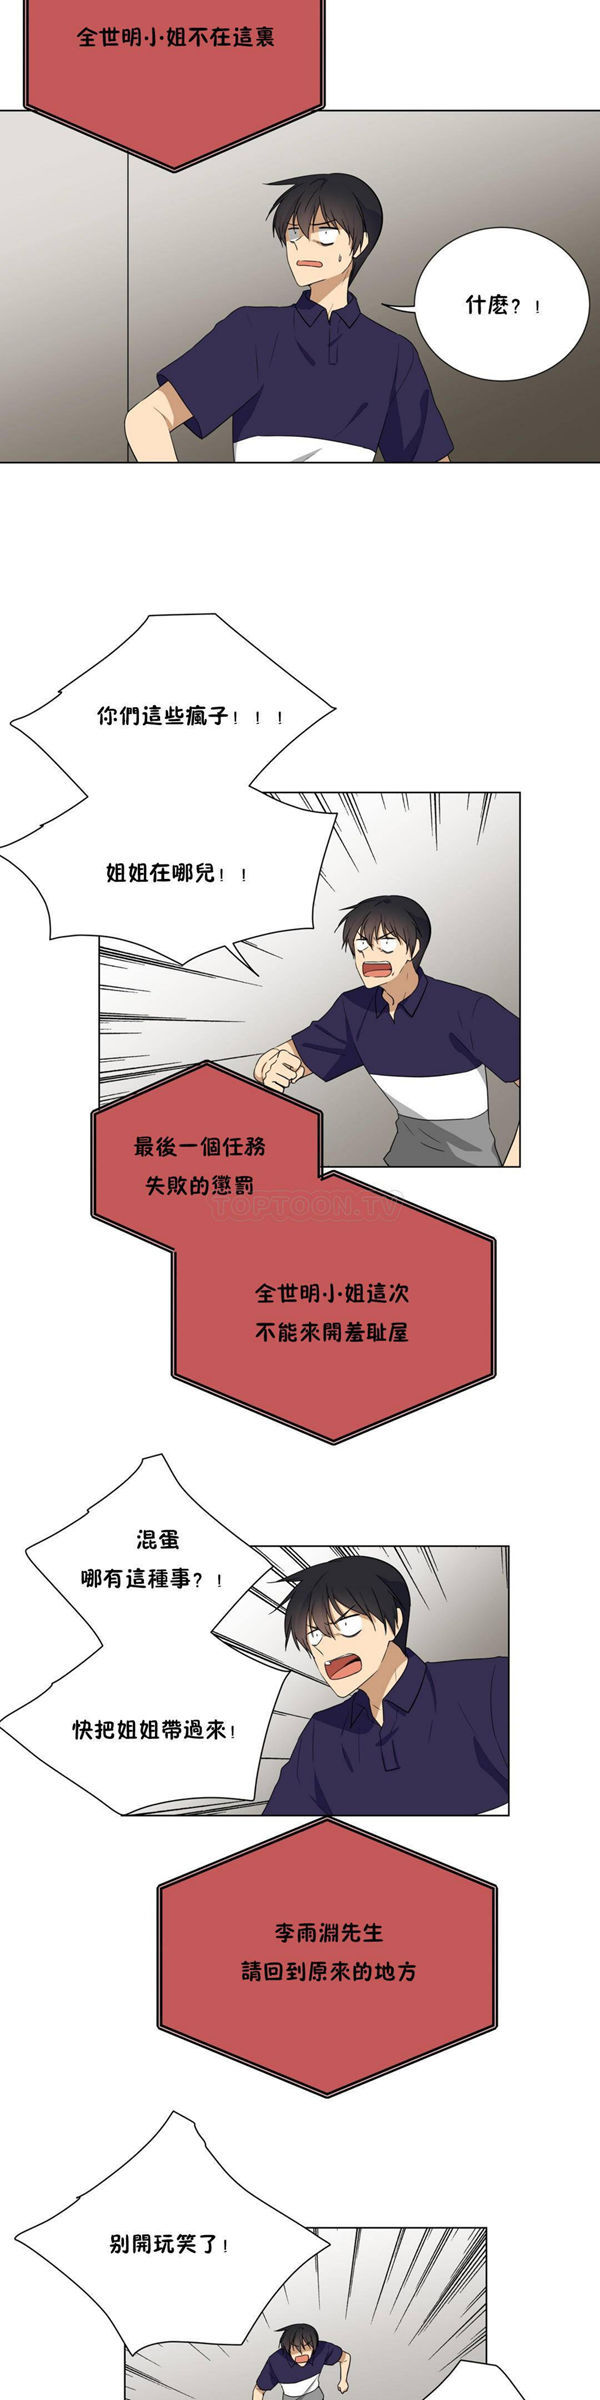 全世明小姐不在這裏
什麽？！
你們這些瘋子！！！
姐姐在哪兒！！
最後一個任務
失敗的懲罰
TOPTOON.TV
全世明小姐這次
不能來開羞耻屋
混蛋
哪有這種事？！
快把姐姐帶過來！
李雨淵先生
請回到原來的地方
别開玩笑了！